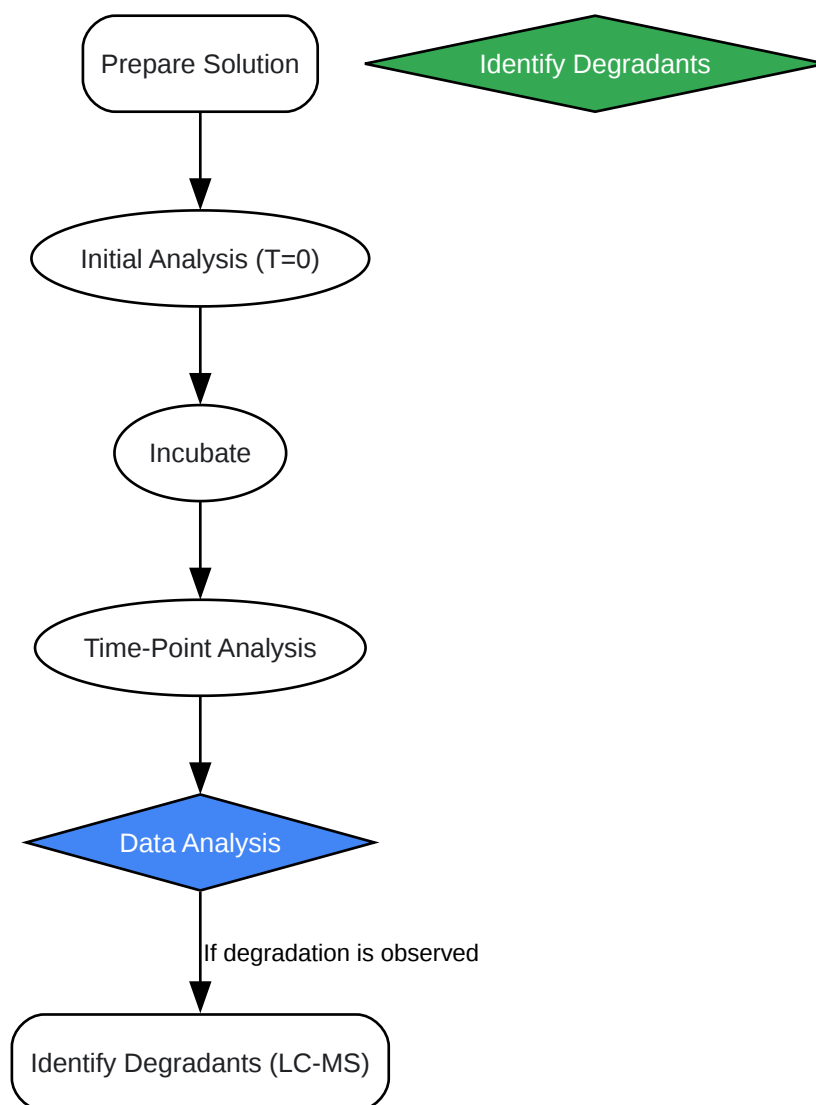 Prepare Solution
Identify Degradants
Initial Analysis (T=0)
Incubate
Time-Point Analysis
Data Analysis
If degradation is observed
Identify Degradants (LC-MS)